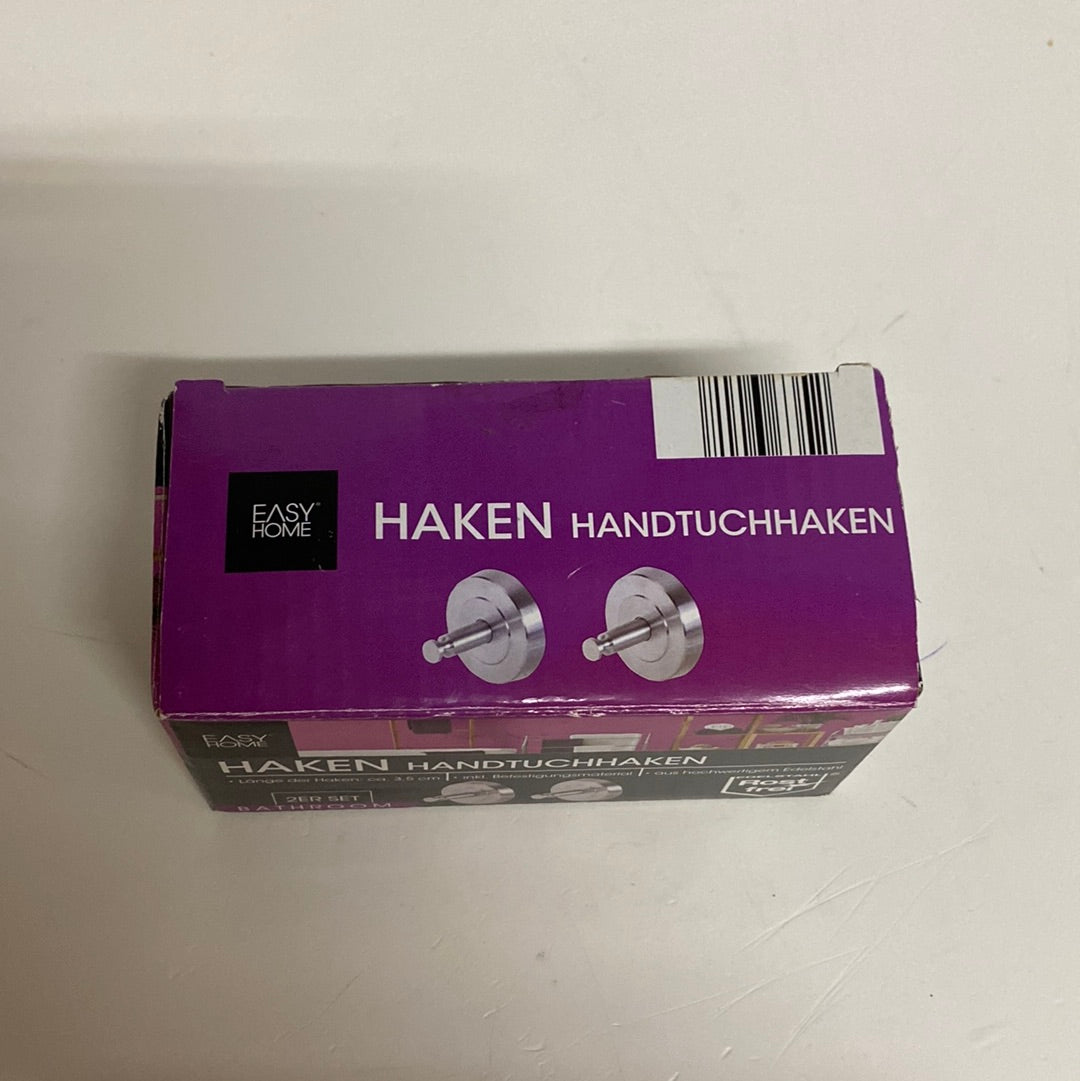 EASY
HOME
HAKEN HANDTUCHHAKEN
EASY
HOME
HAKEN HANDTUCHHAKEN
• Länge der Haken: ca. 3,5 cm | • inkl. Befestigungsmaterial | • aus hochwertigem Edelstahl
EDELSTAHL
Rost
frei
2ER SET
BATHROOM